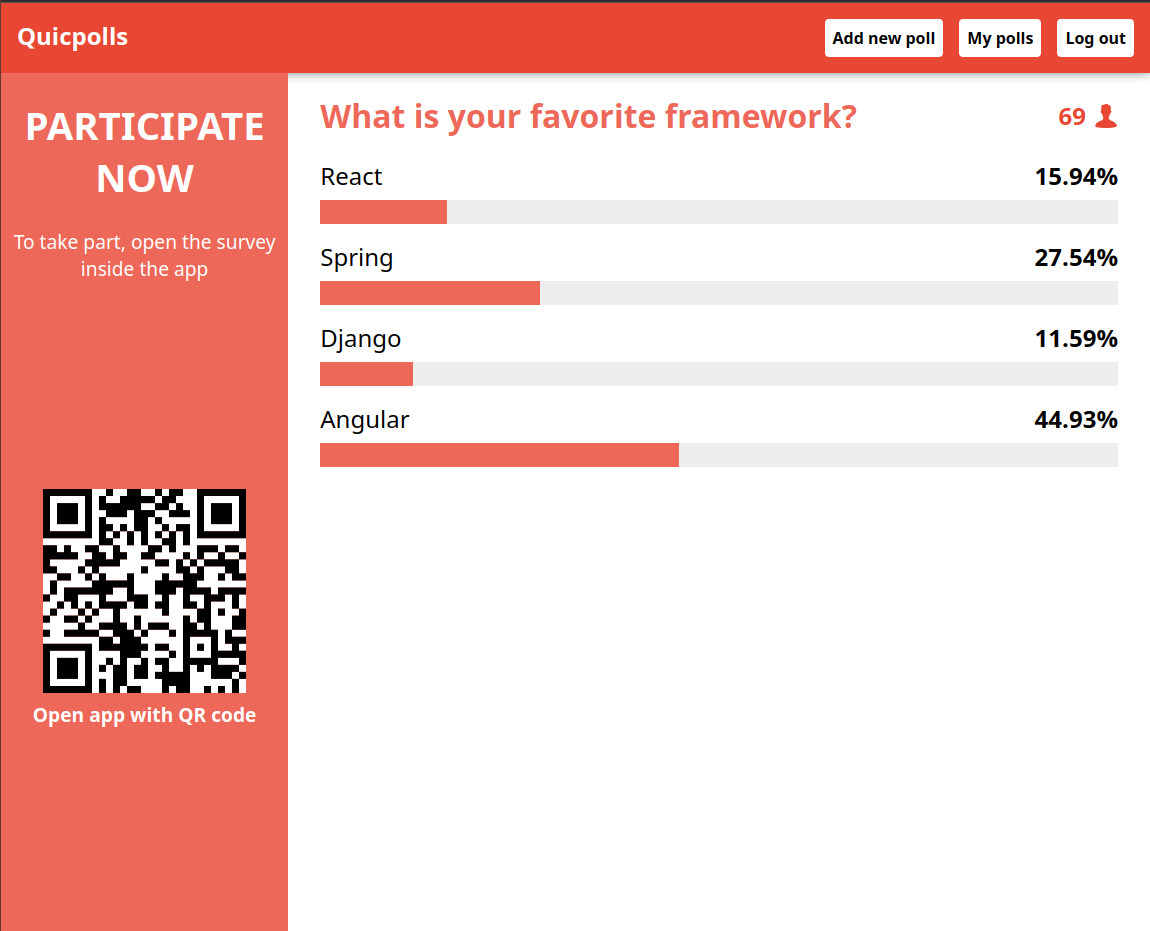 Quicpolls
Add new poll
My polls
Log out
PARTICIPATE
NOW
To take part, open the survey
inside the app
Open app with QR code
What is your favorite framework?
69
React
15.94%
Spring
27.54%
Django
11.59%
Angular
44.93%